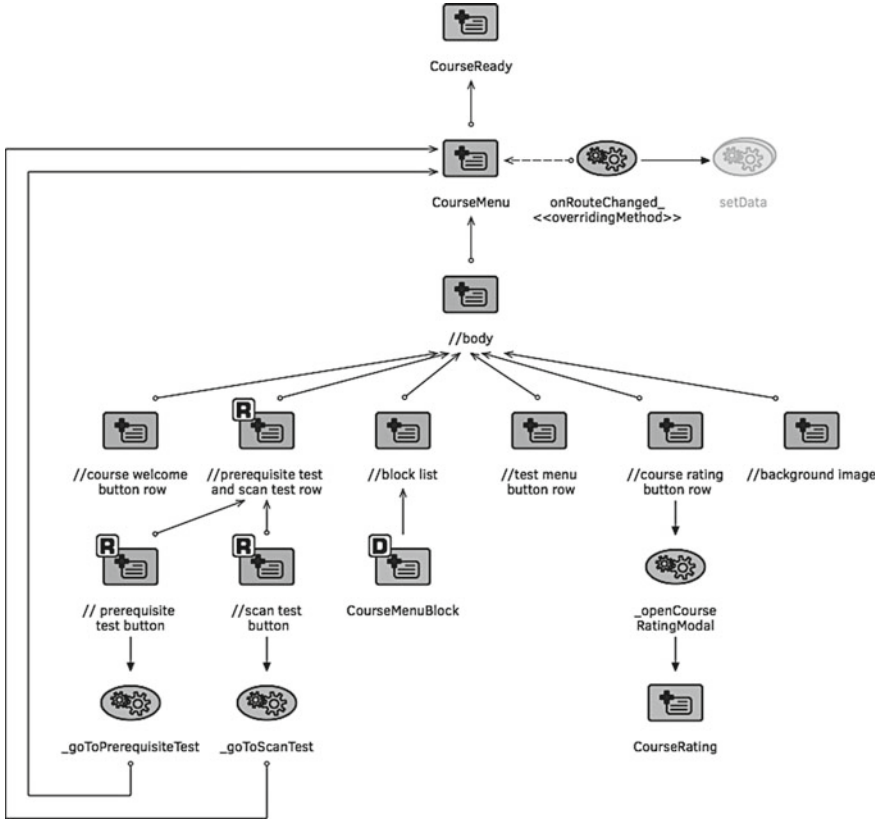 CourseReady
CourseMenu
onRouteChanged_
<<overridingMethod>>
setData
//body
R
//course welcome
button row
//prerequisite test
and scan test row
//block list
//test menu
button row
//course rating
button row
//background image
R
R
D
// prerequisite
test button
//scan test
button
CourseMenuBlock
_openCourse
RatingModal
_goToPrerequisiteTest
_goToScanTest
CourseRating